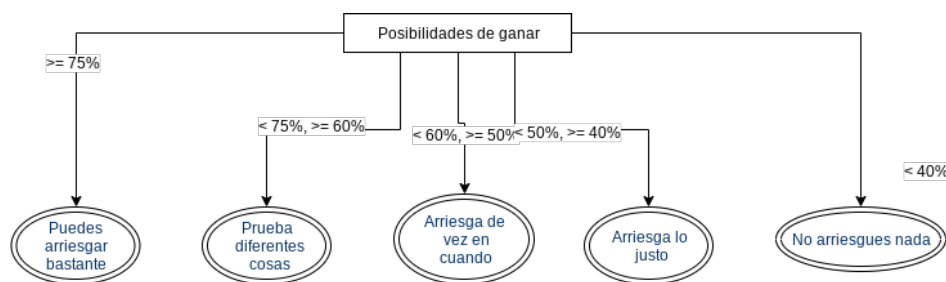 Posibilidades de ganar
>= 75%
< 75%, >= 60%
< 60%, >= 50%
< 50%, >= 40%
< 40%
Puedes
arriesgar
bastante
Prueba
diferentes
cosas
Arriesga de
vez en
cuando
Arriesga lo
justo
No arriesgues nada